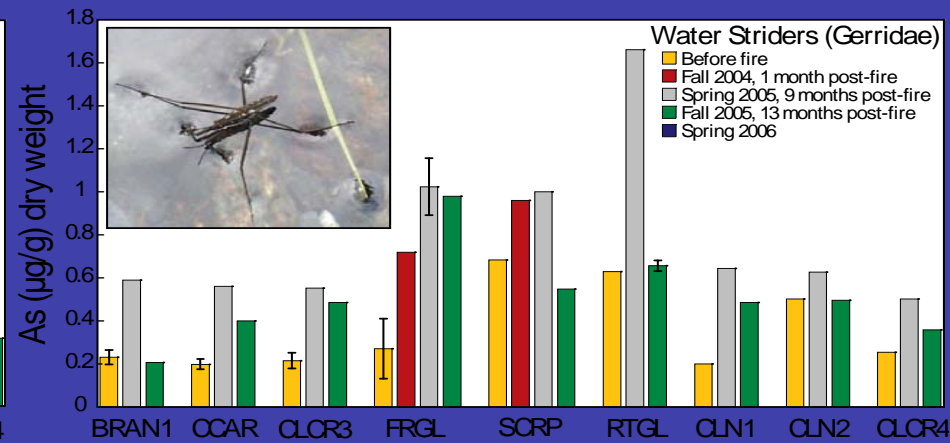 1.8
1.6
1.4
1.2
1
0.8
0.6
0.4
0.2
0
As (µg/g) dry weight
Water Striders (Gerridae)
Before fire
Fall 2004, 1 month post-fire
Spring 2005, 9 months post-fire
Fall 2005, 13 months post-fire
Spring 2006
4 BRAN1 CCAR CLCR3 FRGL SCRP RTGL CLN1 CLN2 CLCR4